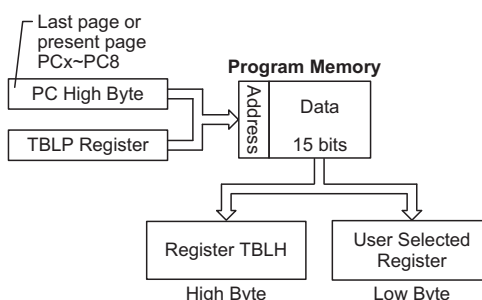 Last page or
present page
PCx~PC8
Program Memory
PC High Byte
TBLP Register
Address
Data
15 bits
Register TBLH
User Selected
Register
High Byte
Low Byte